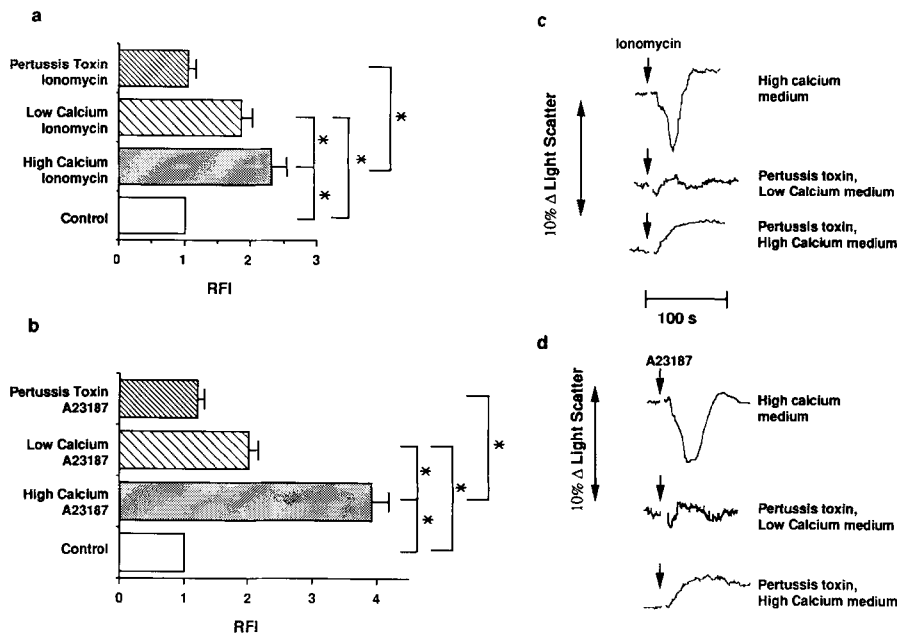 a
Pertussis Toxin
Ionomycin
Low Calcium
Ionomycin
High Calcium
Ionomycin
Control
* * * *
0 1 2 3
RFI
b
Pertussis Toxin
A23187
Low Calcium
A23187
High Calcium
A23187
Control
* * * *
0 1 2 3 4
RFI
c
Ionomycin
10% Δ Light Scatter
High calcium
medium
Pertussis toxin,
Low Calcium medium
Pertussis toxin,
High Calcium medium
100 s
d
A23187
10% Δ Light Scatter
High calcium
medium
Pertussis toxin,
Low Calcium medium
Pertussis toxin,
High Calcium medium